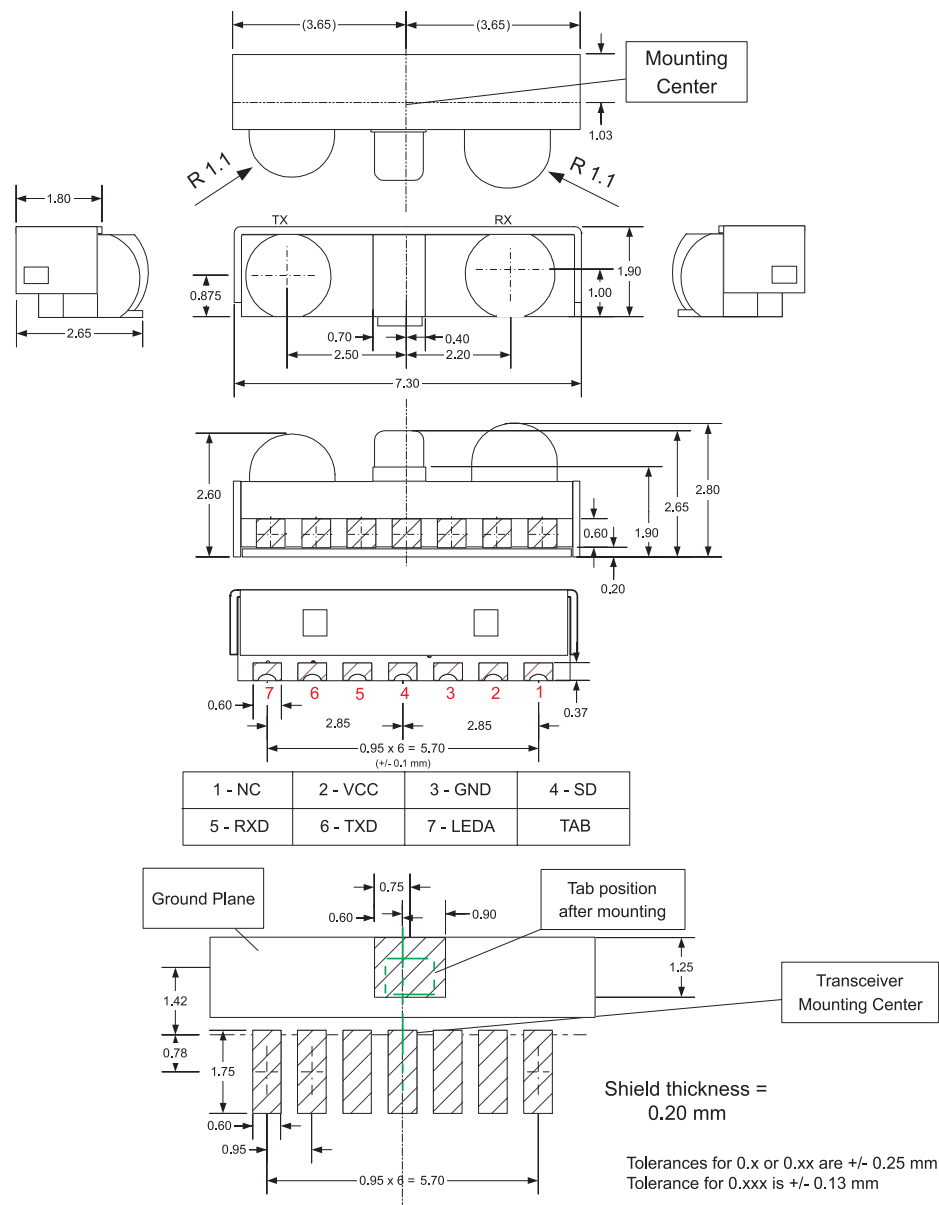 (3.65)
(3.65)
Mounting
Center
1.03
R 1.1
R 1.1
1.80
TX
RX
0.875
1.90
1.00
2.65
0.70
0.40
2.50
2.20
7.30
2.60
2.80
2.65
1.90
0.60
0.20
7
6
5
4
3
2
1
0.60
0.37
2.85
2.85
0.95 x 6 = 5.70
(+/- 0.1 mm)
1 - NC
2 - VCC
3 - GND
4 - SD
5 - RXD
6 - TXD
7 - LEDA
TAB
0.75
Ground Plane
Tab position
after mounting
0.60
0.90
1.25
1.42
Transceiver
Mounting Center
0.78
1.75
0.60
0.95
0.95 x 6 = 5.70
Shield thickness =
0.20 mm
Tolerances for 0.x or 0.xx are +/- 0.25 mm
Tolerance for 0.xxx is +/- 0.13 mm